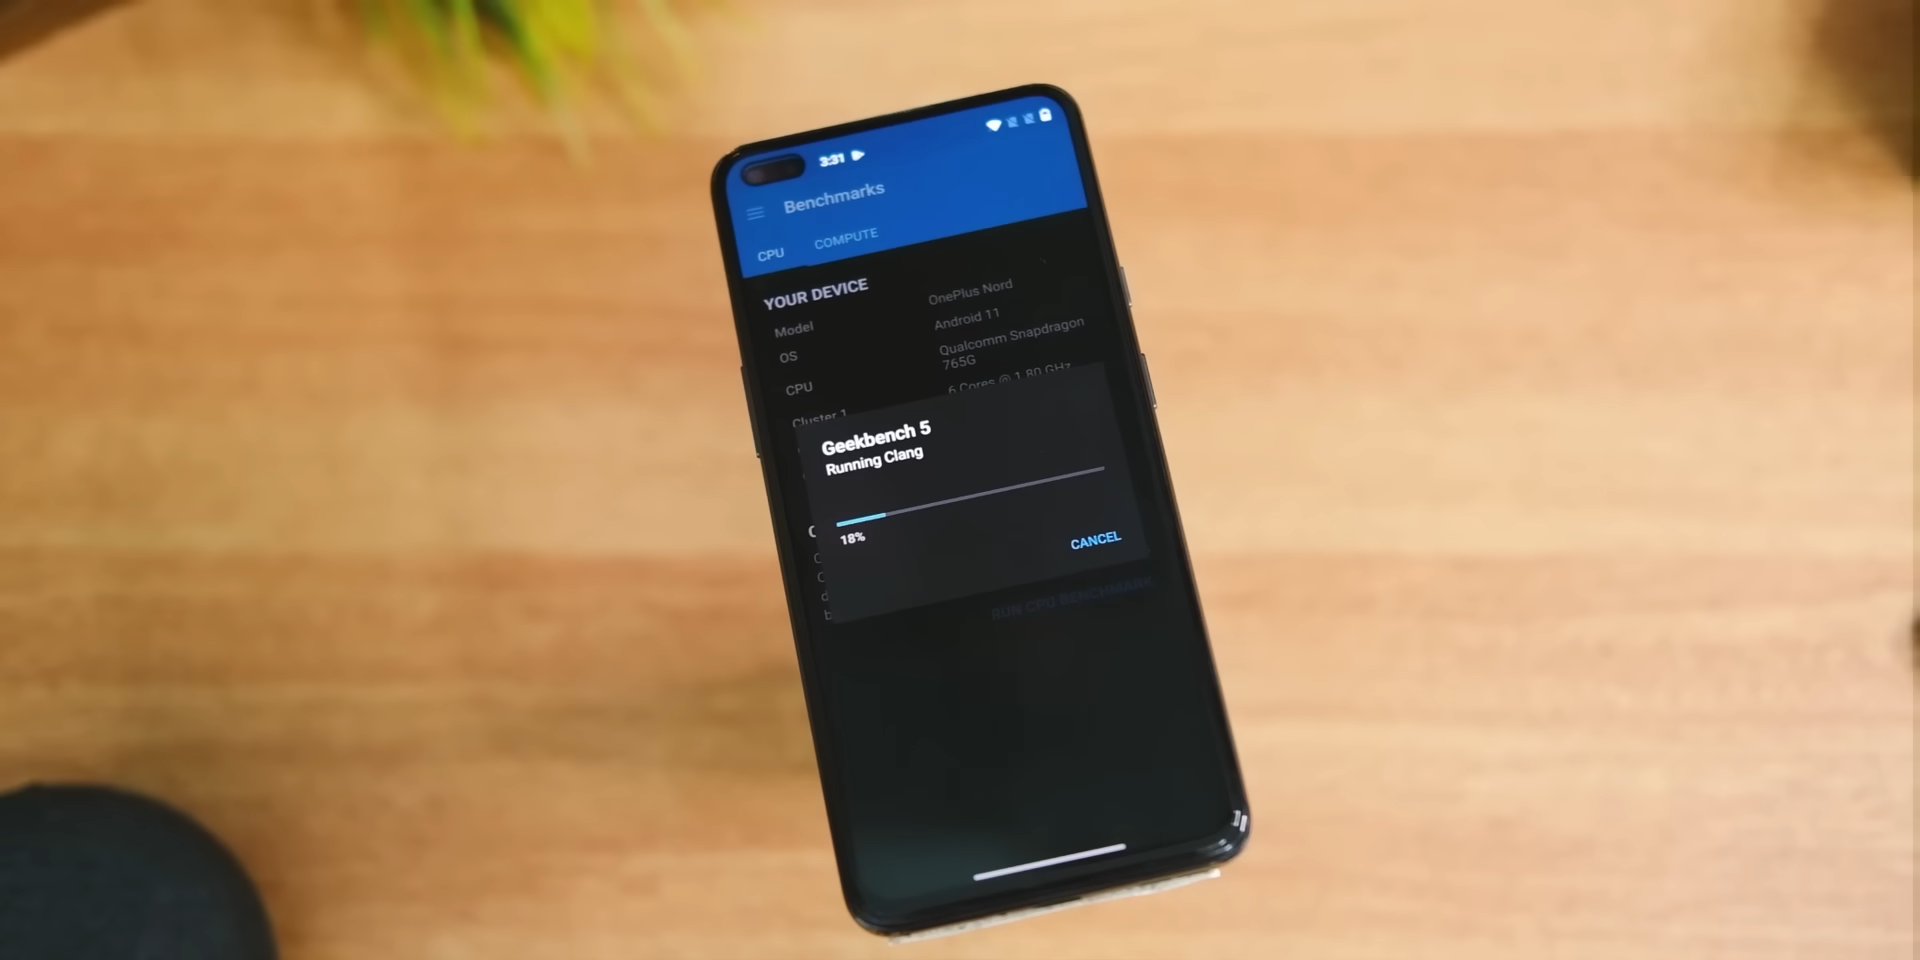 3:31
Benchmarks
CPU COMPUTE
YOUR DEVICE
Model OnePlus Nord
OS Android 11
CPU Qualcomm Snapdragon
765G
Cluster 1 6 Cores @ 1.80 GHz
Geekbench 5
Running Clang
18%
CANCEL
RUN CPU BENCHMARK